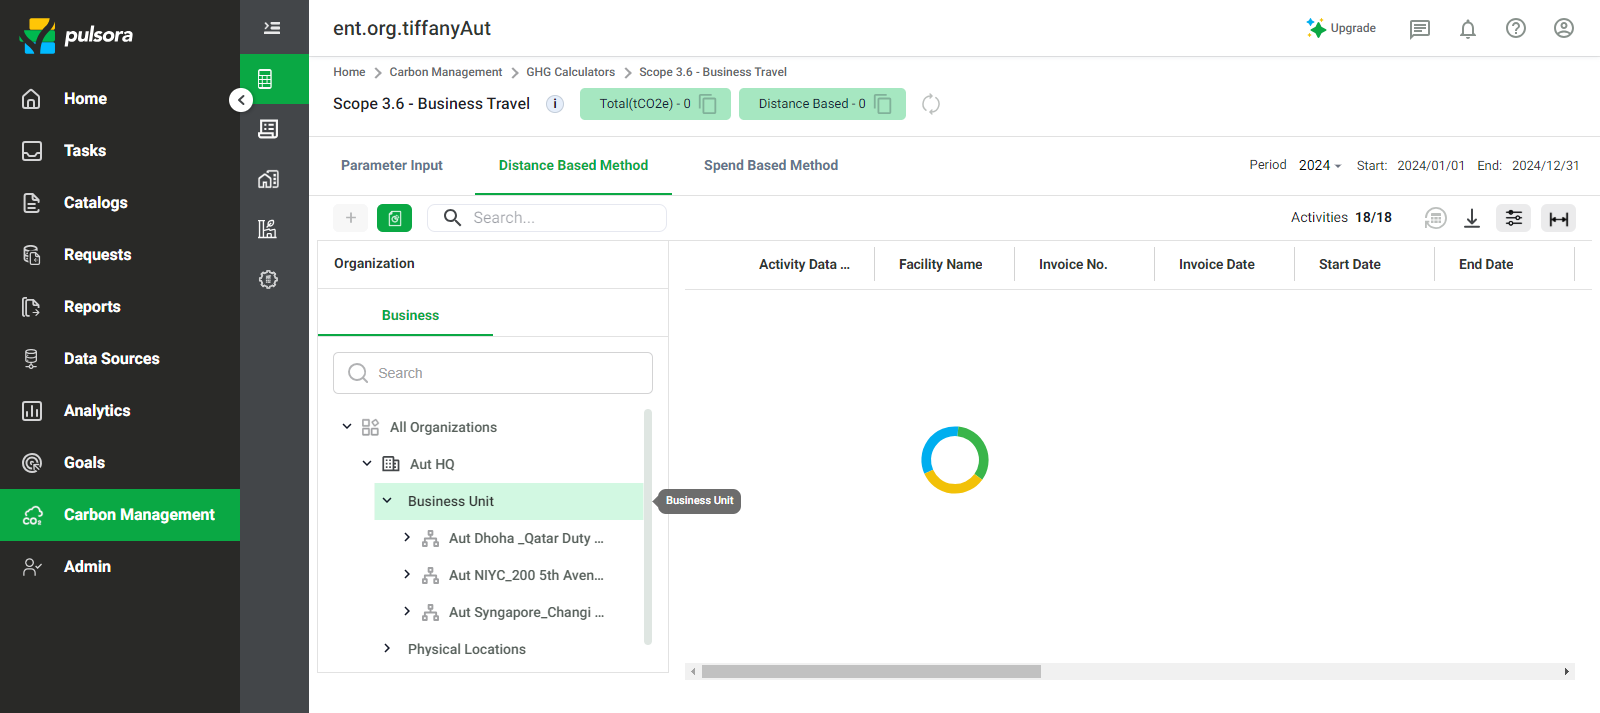 pulsora
ent.org.tiffanyAut
Upgrade
Home
Tasks
Catalogs
Requests
Reports
Data Sources
Analytics
Goals
Carbon Management
Admin
Home > Carbon Management > GHG Calculators > Scope 3.6 - Business Travel
Scope 3.6 - Business Travel
Total(tCO2e) - 0
Distance Based - 0
Parameter Input
Distance Based Method
Spend Based Method
Period 2024 Start: 2024/01/01 End: 2024/12/31
Search...
Activities 18/18
Organization
Business
Search
All Organizations
Aut HQ
Business Unit
Business Unit
Aut Dhoha _Qatar Duty ...
Aut NIYC_200 5th Aven...
Aut Syngapore_Changi ...
Physical Locations
Activity Data ... Facility Name Invoice No. Invoice Date Start Date End Date